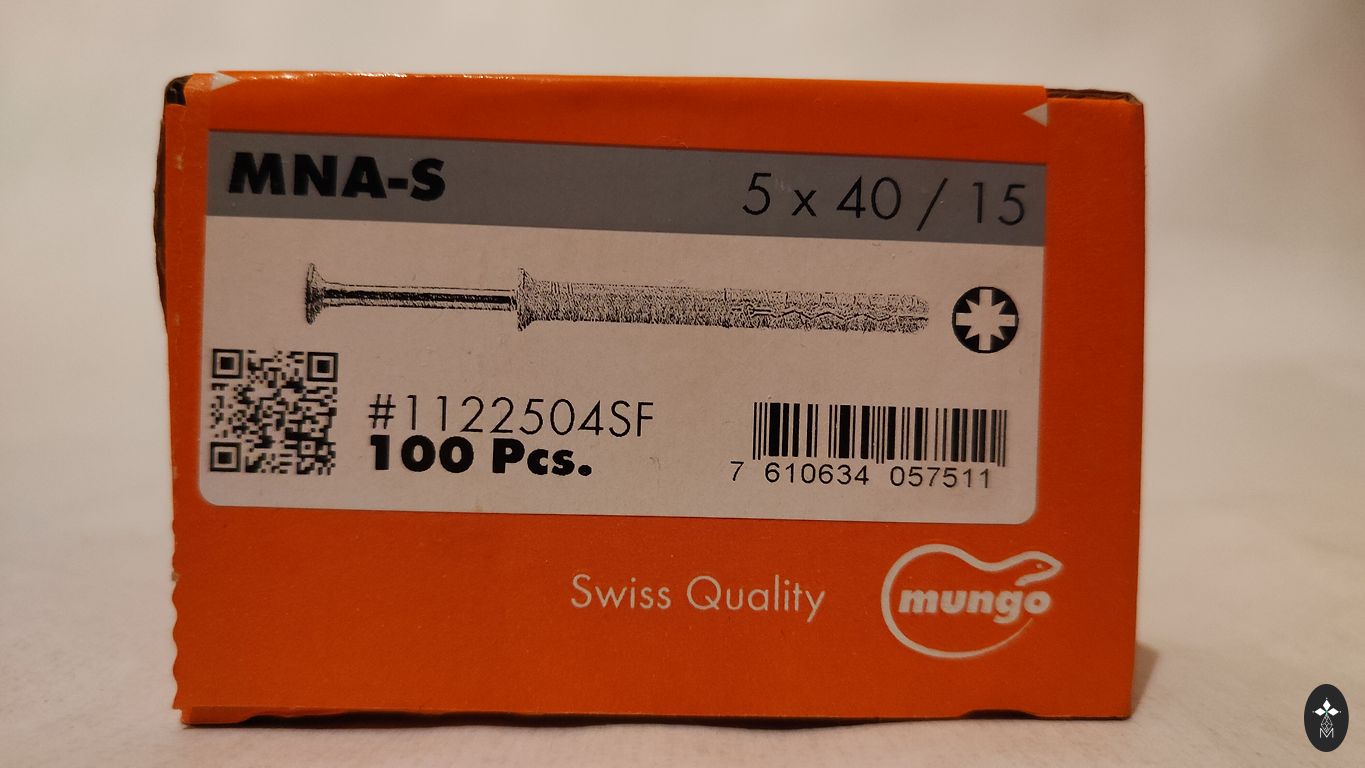 MNA-S
5 x 40 / 15
#1122504SF
100 Pcs.
7 610634 057511
Swiss Quality
mungo
M